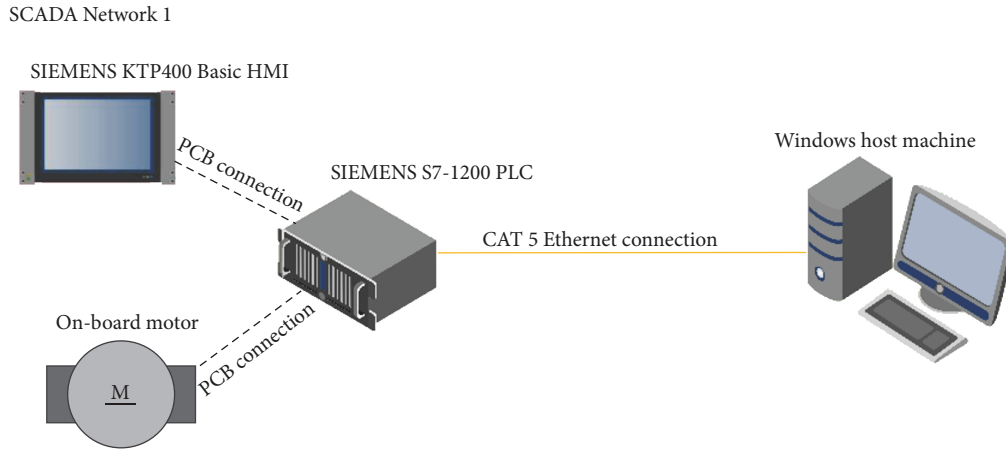 SCADA Network 1
SIEMENS KTP400 Basic HMI
PCB connection
SIEMENS S7-1200 PLC
Windows host machine
CAT 5 Ethernet connection
On-board motor
PCB connection
M